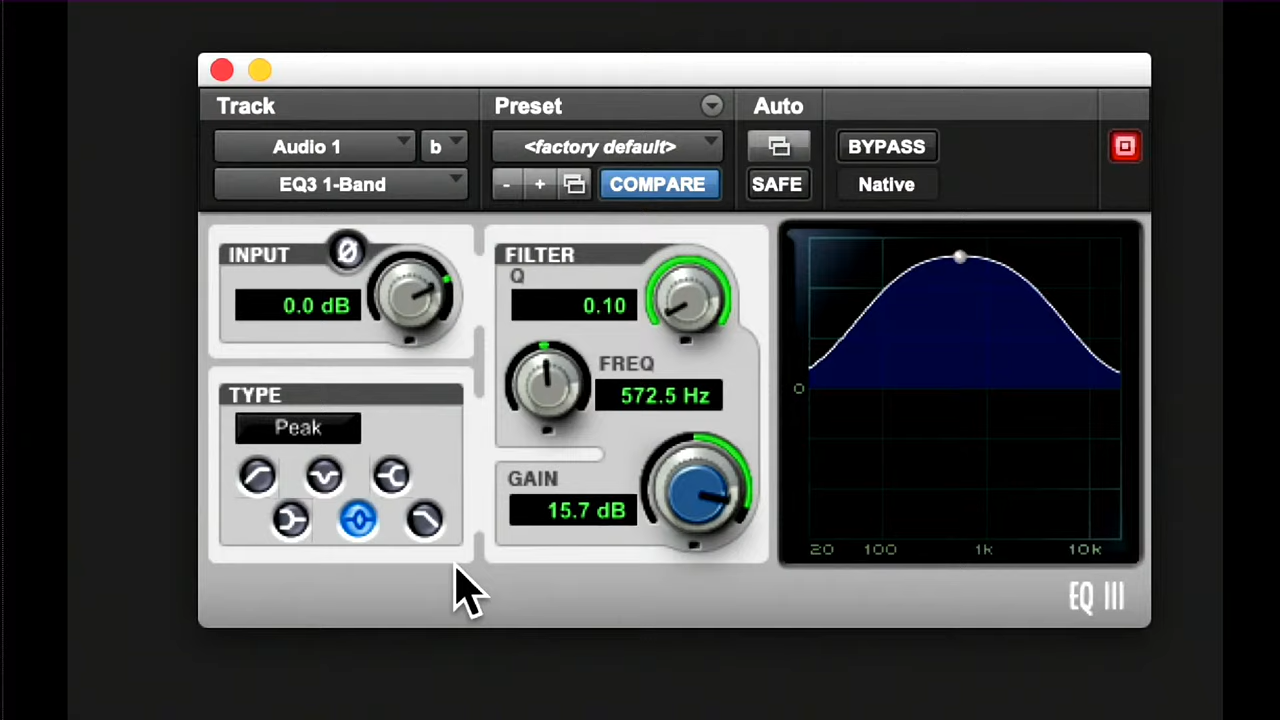 Track
Preset
Auto
Audio 1
b
<factory default>
BYPASS
EQ3 1-Band
- +
COMPARE
SAFE
Native
INPUT
Ø
0.0 dB
FILTER
Q
0.10
FREQ
572.5 Hz
TYPE
Peak
GAIN
15.7 dB
0
20 100 1k 10k
EQ III